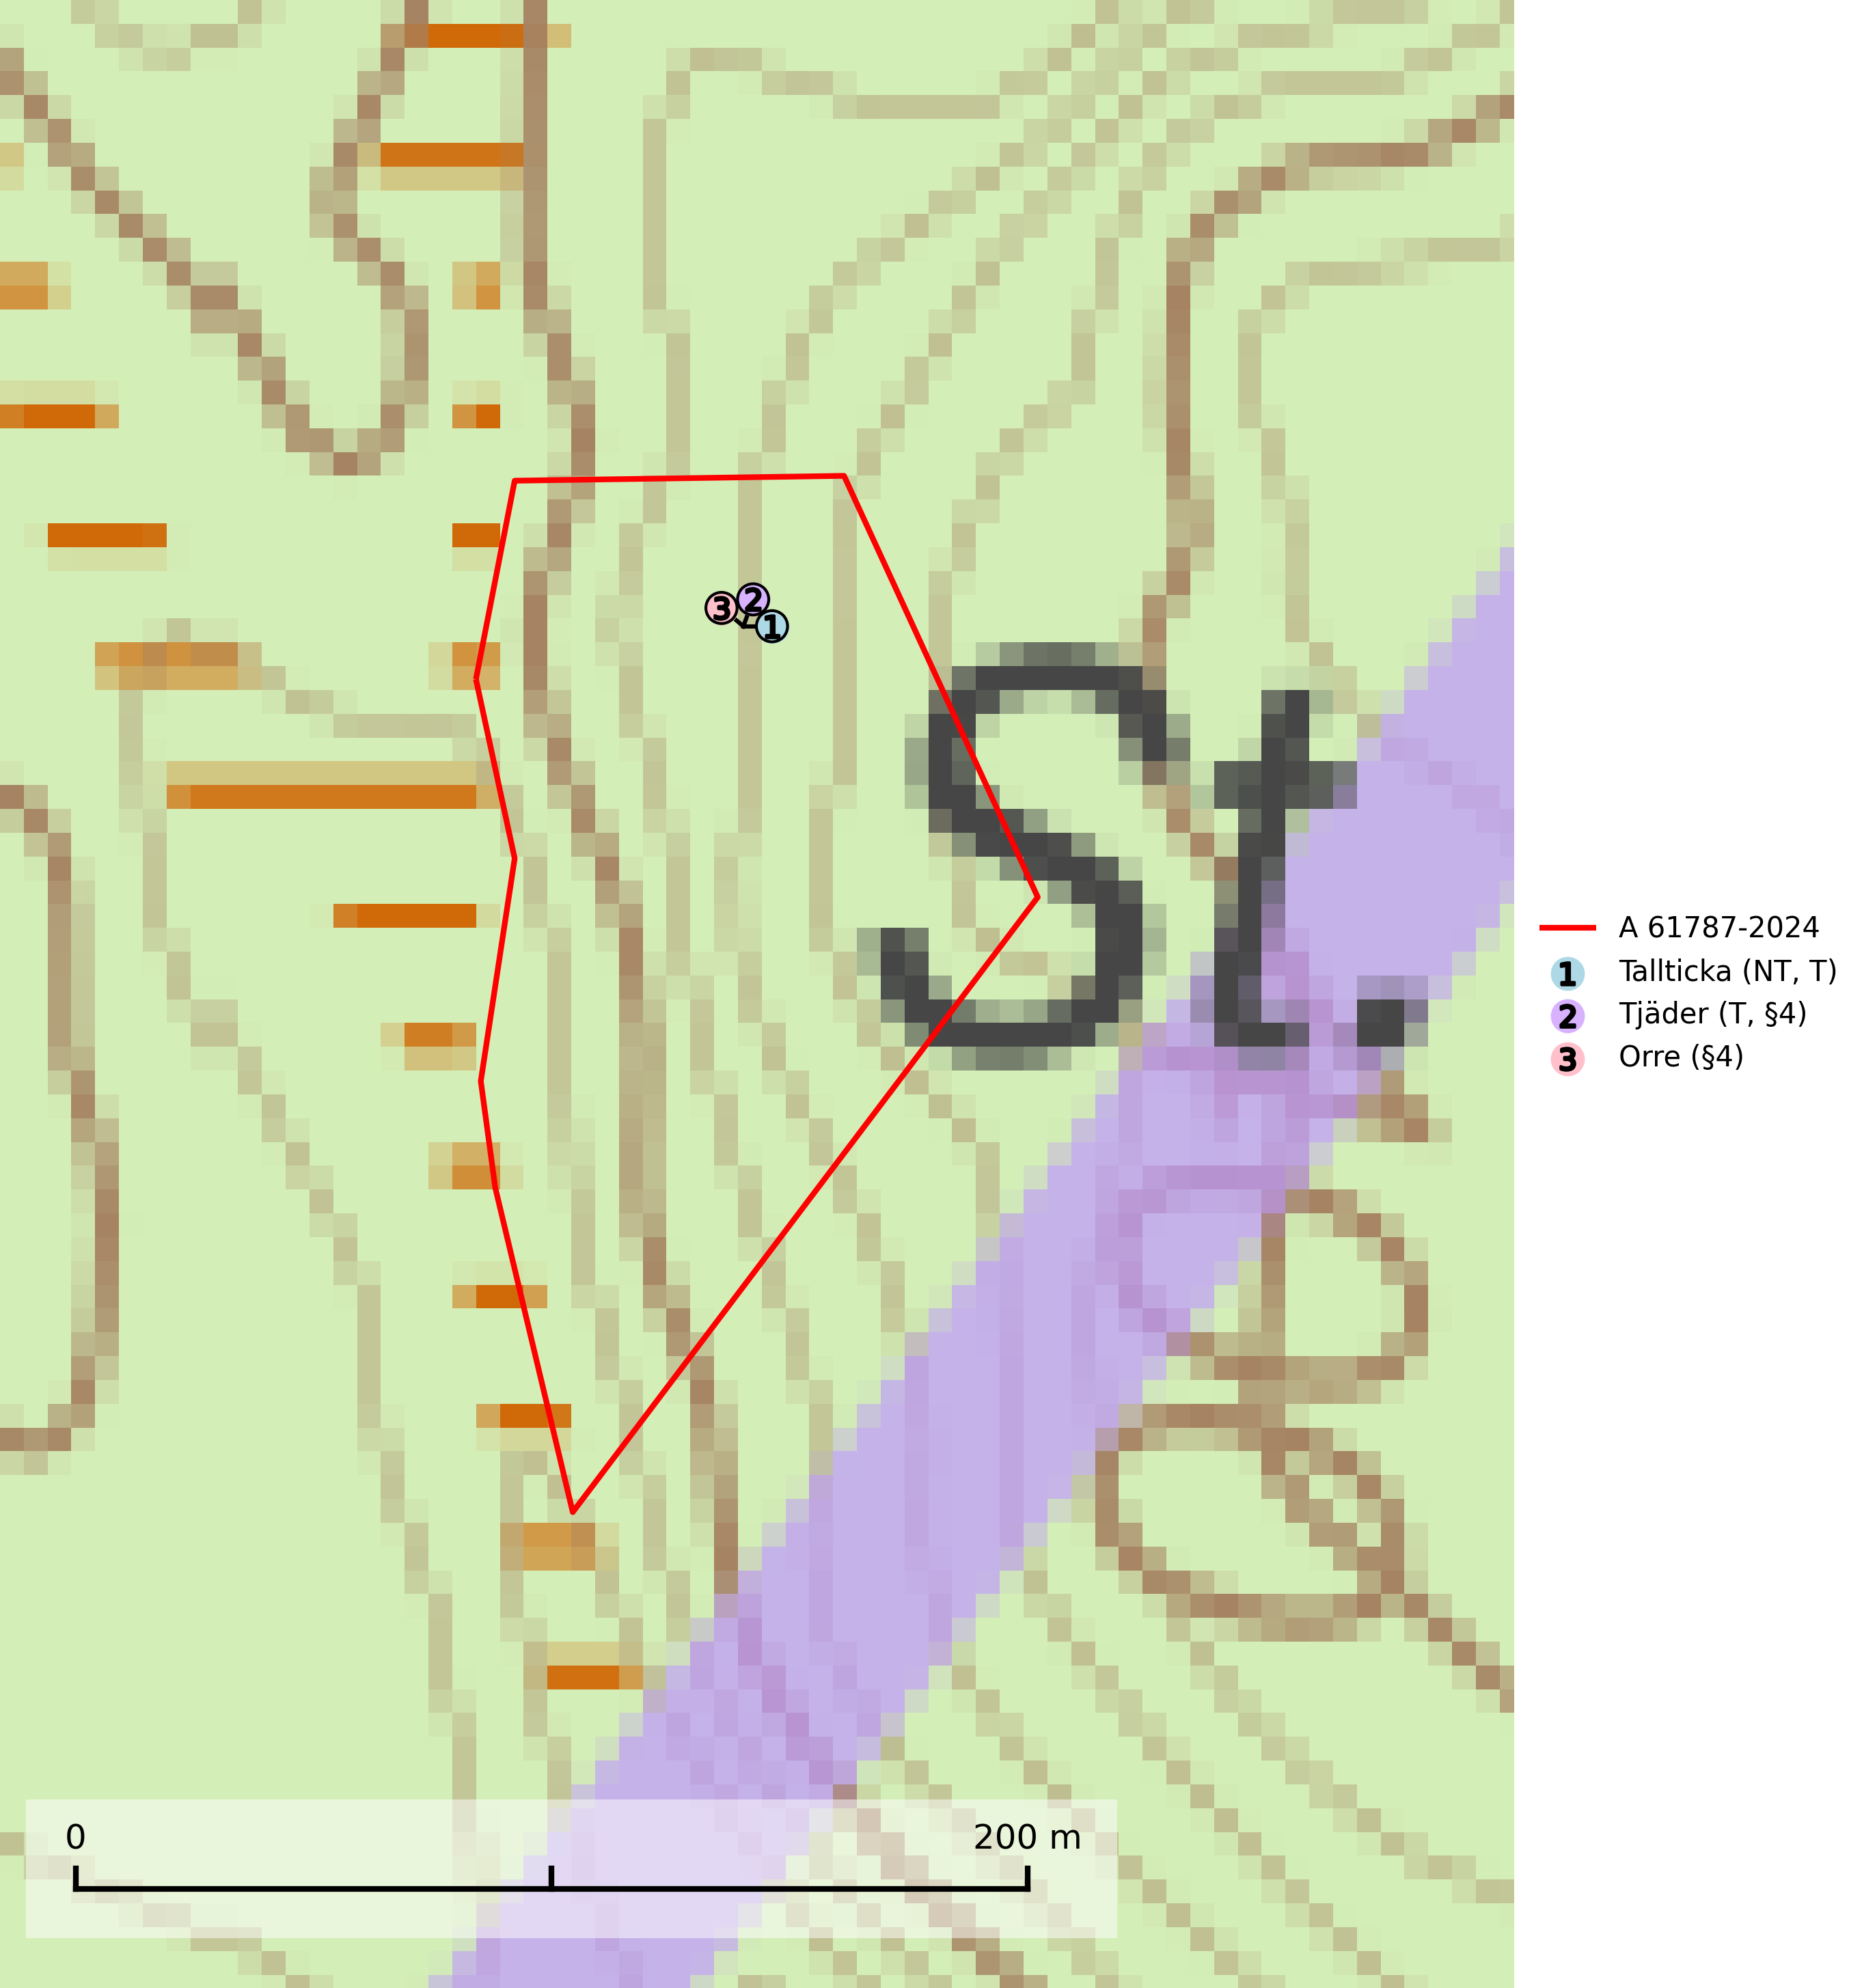 3 2
1
St.
A 61787-2024
1 Tallticka (NT, T)
2 Tjäder (T, §4)
3 Orre (§4)
0 200 m